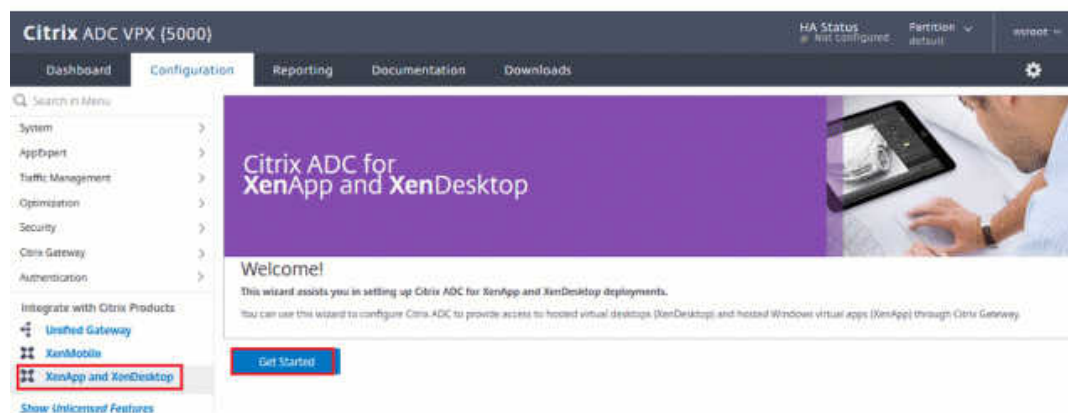 Citrix ADC VPX (5000)
HA Status
Not configured
Partition
default
nsroot
Dashboard
Configuration
Reporting
Documentation
Downloads
Search in Menu
System
AppExpert
Traffic Management
Optimization
Security
Citrix Gateway
Authentication
Integrate with Citrix Products
Unified Gateway
XenMobile
XenApp and XenDesktop
Show Unlicensed Features
Citrix ADC for
XenApp and XenDesktop
Welcome!
This wizard assists you in setting up Citrix ADC for XenApp and XenDesktop deployments.
You can use this wizard to configure Citrix ADC to provide access to hosted virtual desktops (XenDesktop) and hosted Windows virtual apps (XenApp) through Citrix Gateway.
Get Started